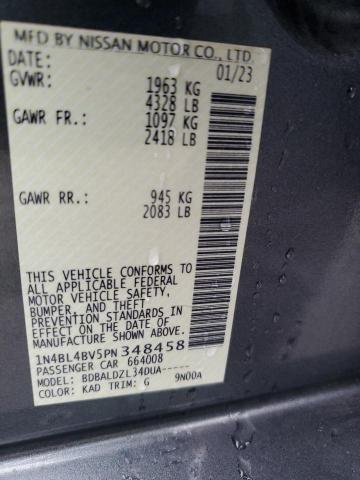 MFD BY NISSAN MOTOR CO., LTD.
DATE: 01/23
GVWR: 1963 KG
4328 LB
GAWR FR.: 1097 KG
2418 LB
GAWR RR.: 945 KG
2083 LB
THIS VEHICLE CONFORMS TO
ALL APPLICABLE FEDERAL
MOTOR VEHICLE SAFETY,
BUMPER, AND THEFT
PREVENTION STANDARDS IN
EFFECT ON THE DATE OF
MANUFACTURE SHOWN ABOVE.
1N4BL4BV5PN348458
PASSENGER CAR 664008
MODEL: BDBALDZL34DUA-----
COLOR: KAD TRIM: G 9N00A